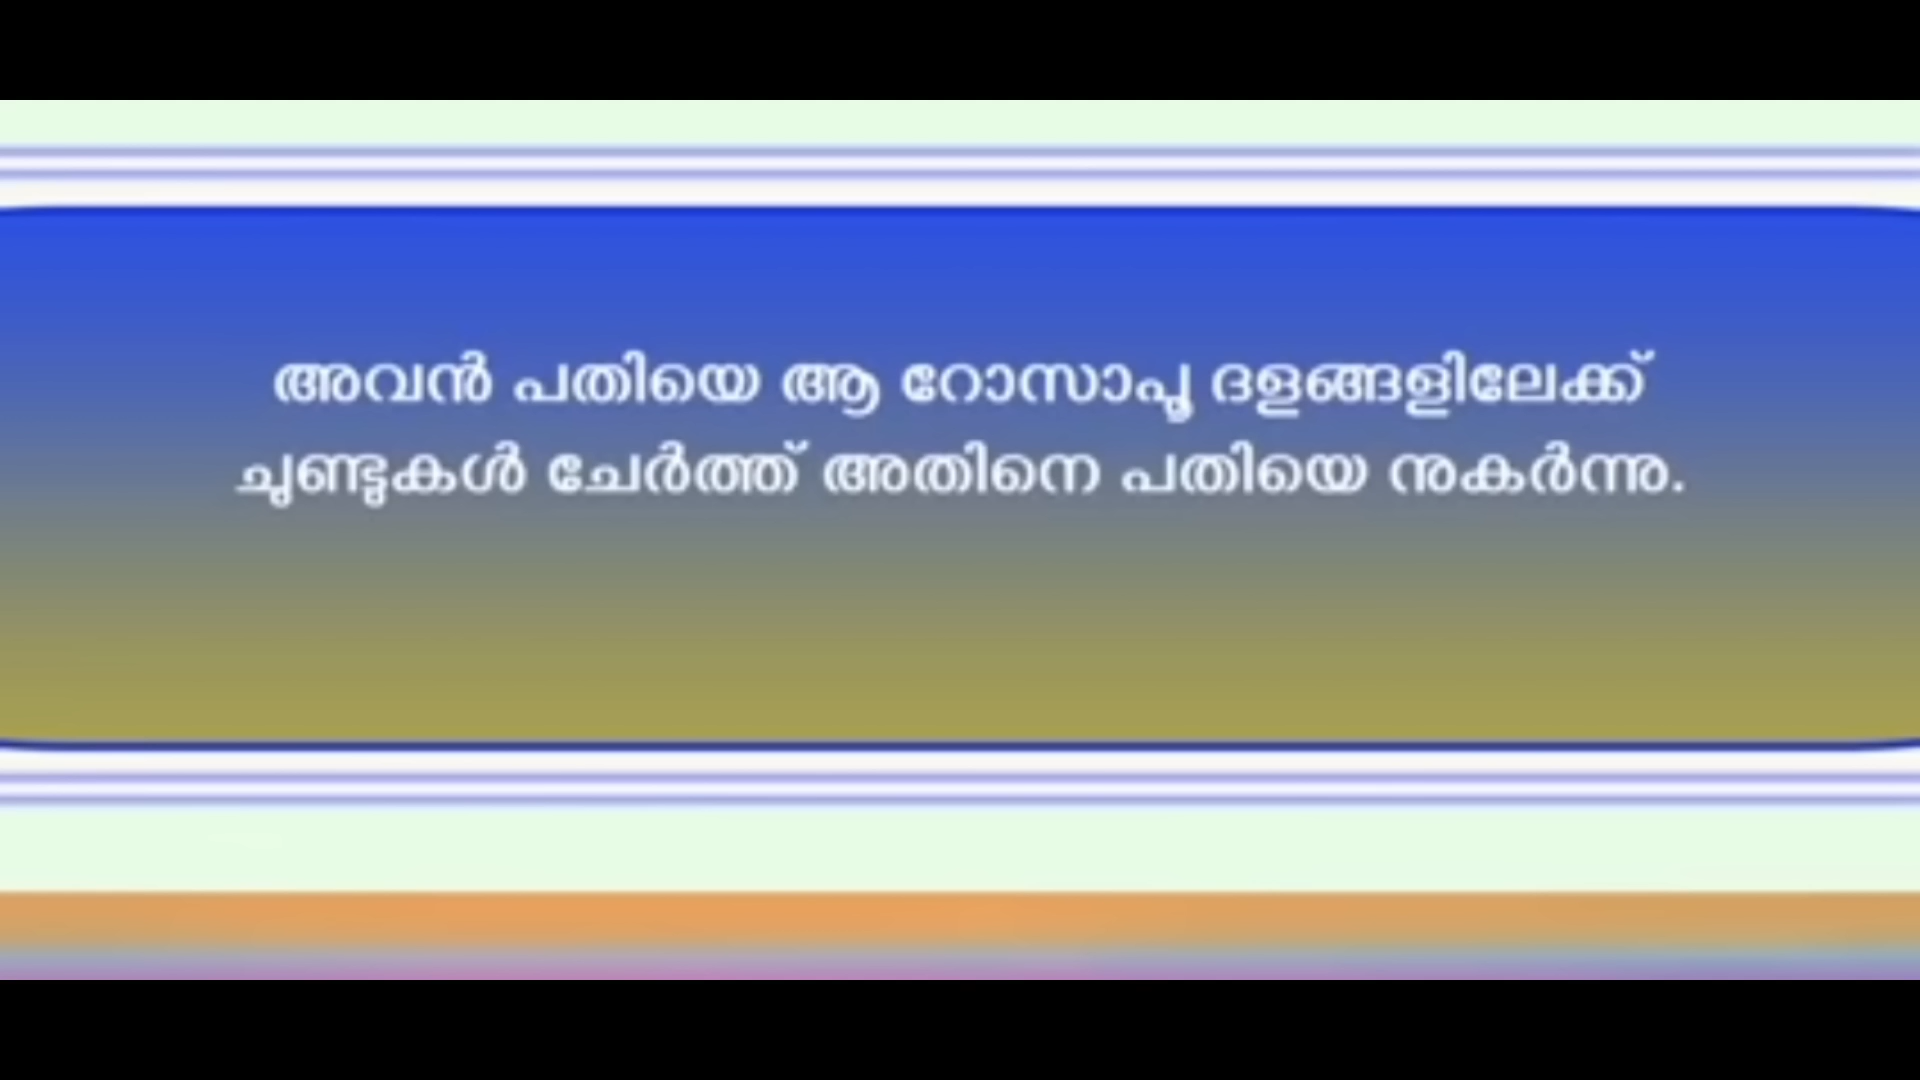 അവൻ പതിയെ ആ റോസാപൂ ദളങ്ങളിലേക്ക്
ചുണ്ടുകൾ ചേർത്ത് അതിനെ പതിയെ നുകർന്നു.